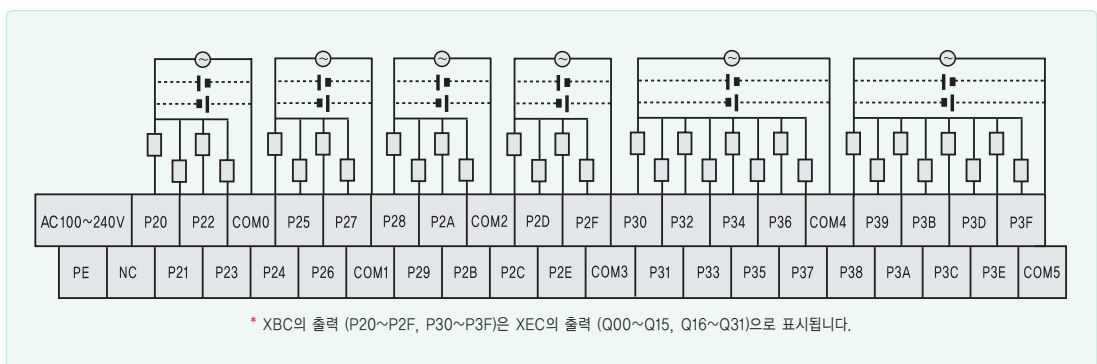 AC100~240V P20 P22 COM0 P25 P27 P28 P2A COM2 P2D P2F P30 P32 P34 P36 COM4 P39 P3B P3D P3F
PE NC P21 P23 P24 P26 COM1 P29 P2B P2C P2E COM3 P31 P33 P35 P37 P38 P3A P3C P3E COM5
* XBC의 출력 (P20~P2F, P30~P3F)은 XEC의 출력 (Q00~Q15, Q16~Q31)으로 표시됩니다.